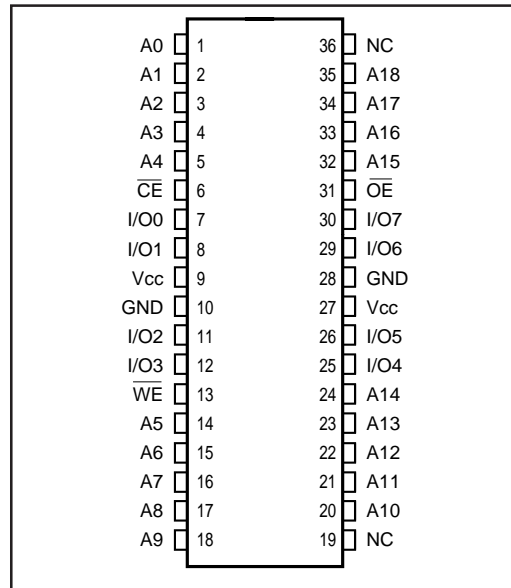 A0 1 36 NC
A1 2 35 A18
A2 3 34 A17
A3 4 33 A16
A4 5 32 A15
C̅E̅ 6 31 O̅E̅
I/O0 7 30 I/O7
I/O1 8 29 I/O6
Vcc 9 28 GND
GND 10 27 Vcc
I/O2 11 26 I/O5
I/O3 12 25 I/O4
W̅E̅ 13 24 A14
A5 14 23 A13
A6 15 22 A12
A7 16 21 A11
A8 17 20 A10
A9 18 19 NC